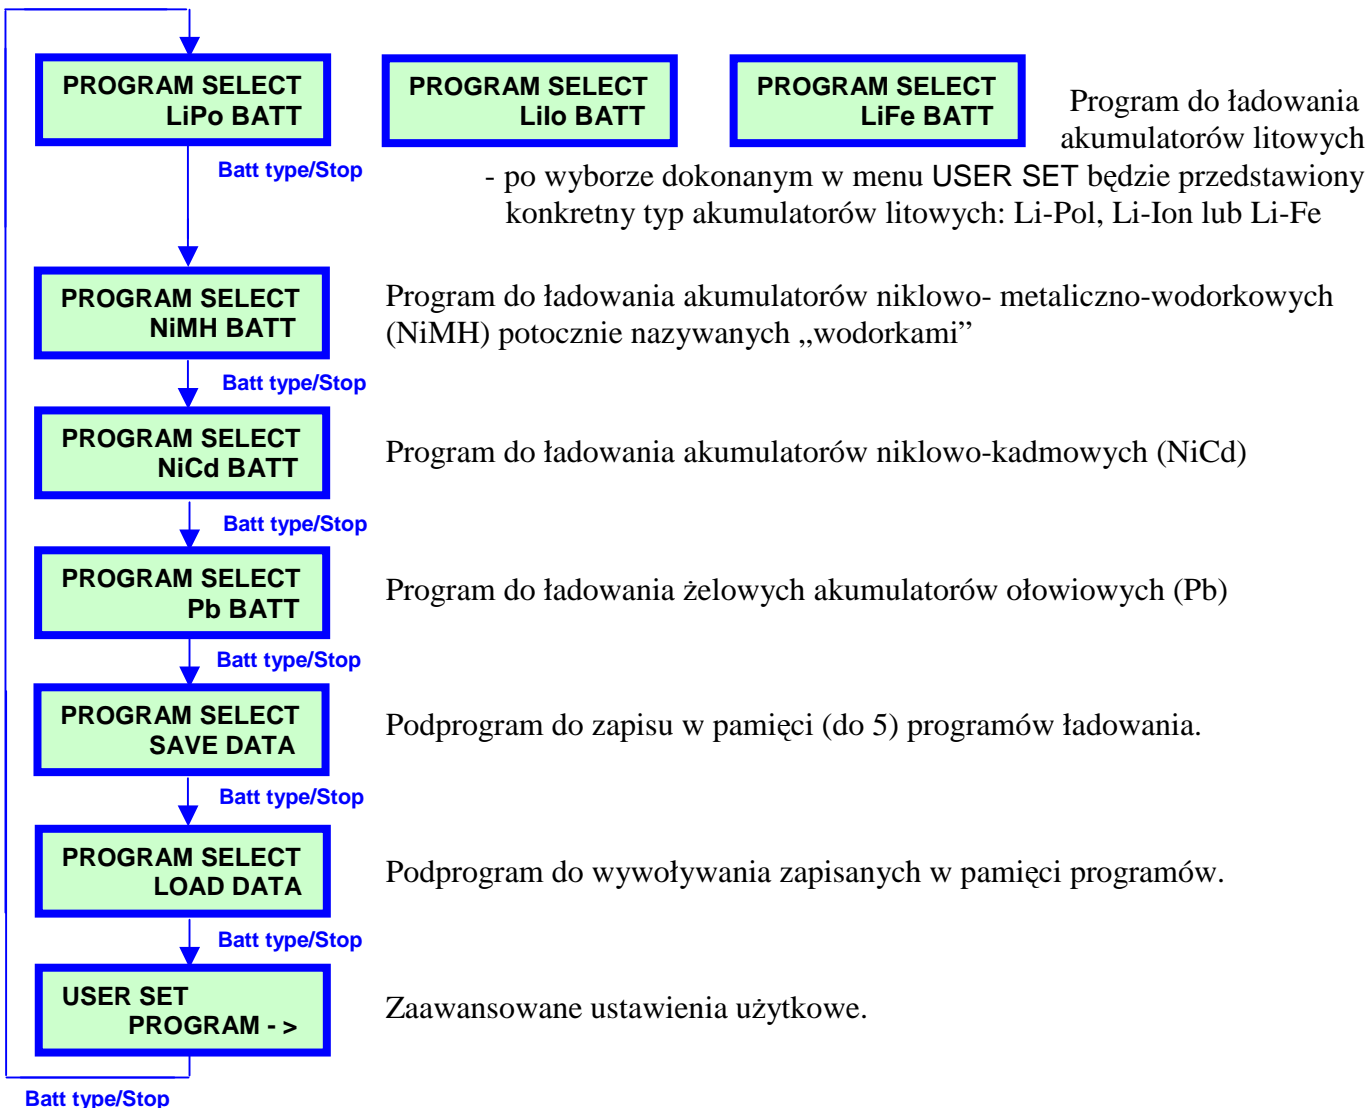 PROGRAM SELECT
LiPo BATT
PROGRAM SELECT
LiIo BATT
PROGRAM SELECT
LiFe BATT
Program do ładowania
akumulatorów litowych
Batt type/Stop
- po wyborze dokonanym w menu USER SET będzie przedstawiony
konkretny typ akumulatorów litowych: Li-Pol, Li-Ion lub Li-Fe
PROGRAM SELECT
NiMH BATT
Program do ładowania akumulatorów niklowo- metaliczno-wodorkowych
(NiMH) potocznie nazywanych „wodorkami”
Batt type/Stop
PROGRAM SELECT
NiCd BATT
Program do ładowania akumulatorów niklowo-kadmowych (NiCd)
Batt type/Stop
PROGRAM SELECT
Pb BATT
Program do ładowania żelowych akumulatorów ołowiowych (Pb)
Batt type/Stop
PROGRAM SELECT
SAVE DATA
Podprogram do zapisu w pamięci (do 5) programów ładowania.
Batt type/Stop
PROGRAM SELECT
LOAD DATA
Podprogram do wywoływania zapisanych w pamięci programów.
Batt type/Stop
USER SET
PROGRAM - >
Zaawansowane ustawienia użytkowe.
Batt type/Stop